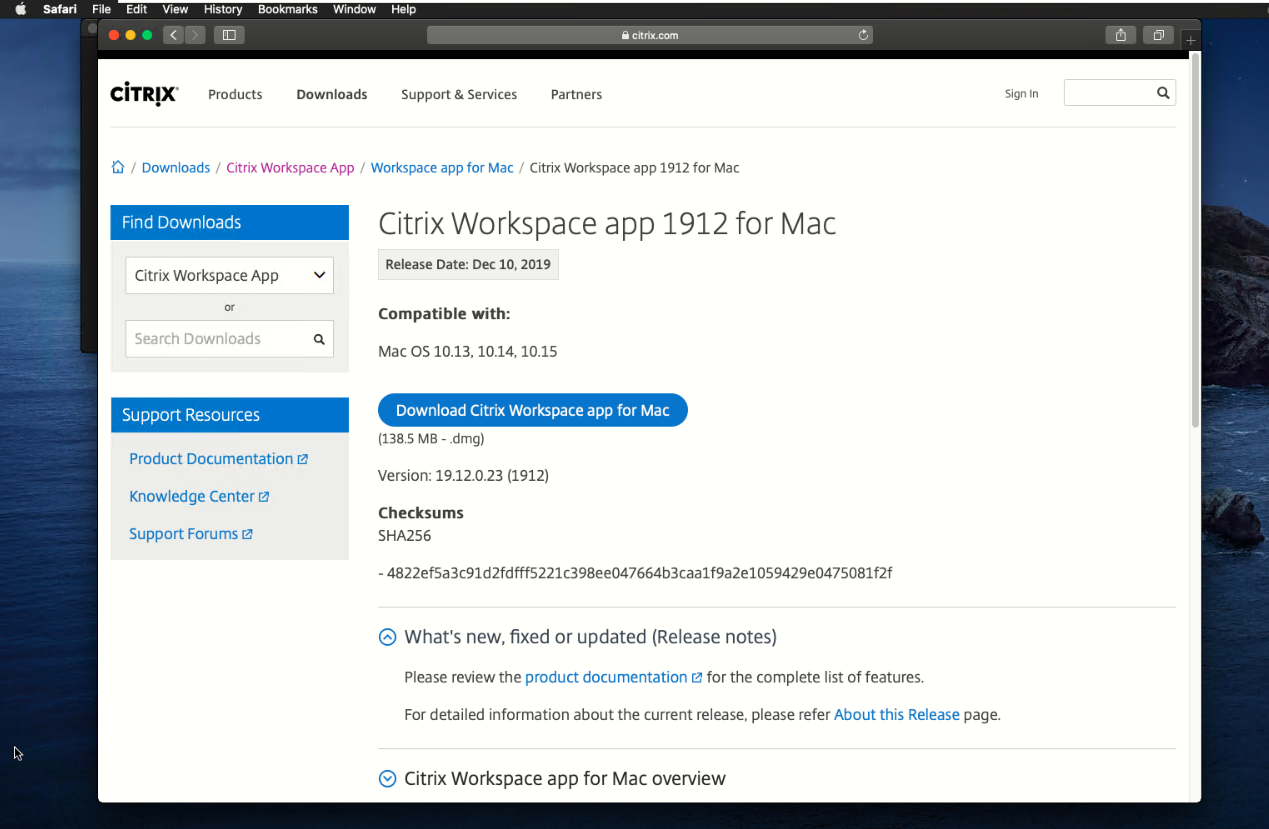 Safari File Edit View History Bookmarks Window Help
citrix.com
CITRIX Products Downloads Support & Services Partners Sign In
/ Downloads / Citrix Workspace App / Workspace app for Mac / Citrix Workspace app 1912 for Mac
Find Downloads
Citrix Workspace App
or
Search Downloads
Support Resources
Product Documentation
Knowledge Center
Support Forums
Citrix Workspace app 1912 for Mac
Release Date: Dec 10, 2019
Compatible with:
Mac OS 10.13, 10.14, 10.15
Download Citrix Workspace app for Mac
(138.5 MB - .dmg)
Version: 19.12.0.23 (1912)
Checksums
SHA256
- 4822ef5a3c91d2fdfff5221c398ee047664b3caa1f9a2e1059429e0475081f2f
What's new, fixed or updated (Release notes)
Please review the product documentation for the complete list of features.
For detailed information about the current release, please refer About this Release page.
Citrix Workspace app for Mac overview